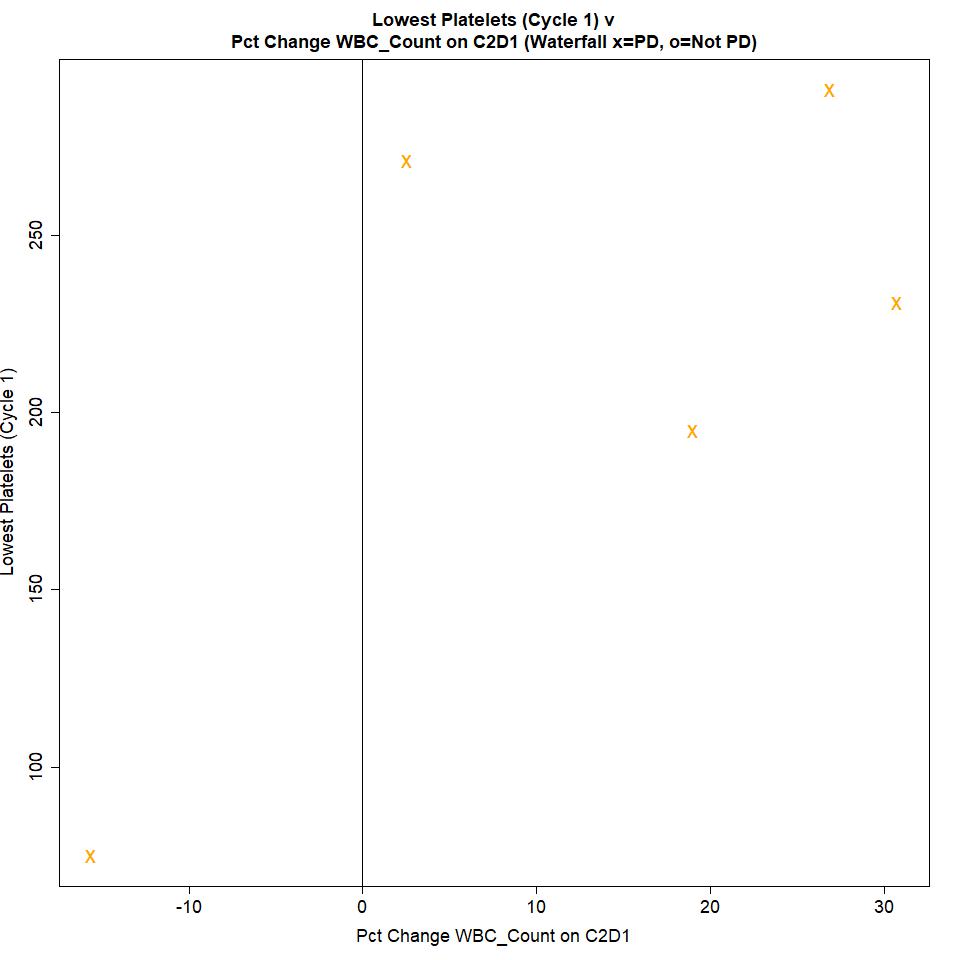 Lowest Platelets (Cycle 1) v
Pct Change WBC_Count on C2D1 (Waterfall x=PD, o=Not PD)
X
X
250
X
Lowest Platelets (Cycle 1)
200
X
150
100
X
-10 0 10 20 30
Pct Change WBC_Count on C2D1